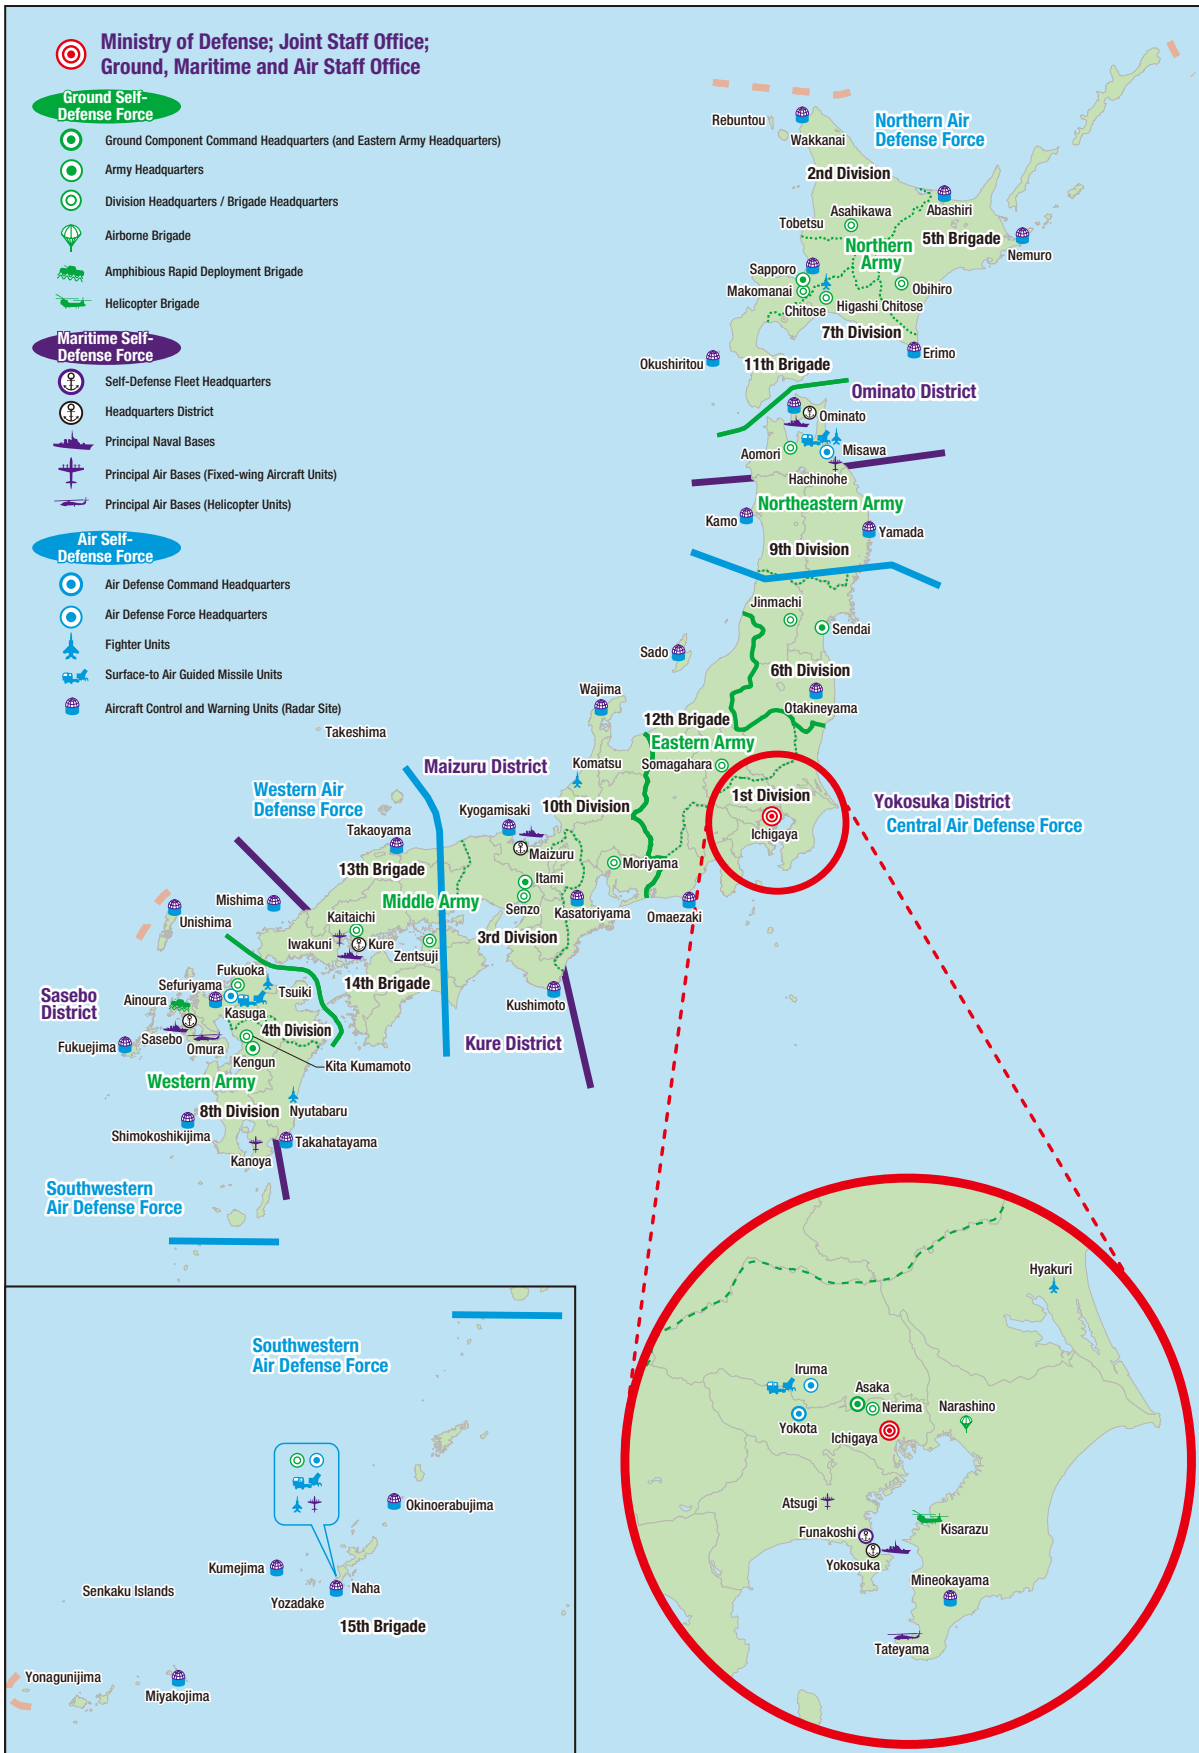 Ministry of Defense; Joint Staff Office;
Ground, Maritime and Air Staff Office
Ground Self-
Defense Force
Ground Component Command Headquarters (and Eastern Army Headquarters)
Army Headquarters
Division Headquarters / Brigade Headquarters
Airborne Brigade
Amphibious Rapid Deployment Brigade
Helicopter Brigade
Maritime Self-
Defense Force
Self-Defense Fleet Headquarters
Headquarters District
Principal Naval Bases
Principal Air Bases (Fixed-wing Aircraft Units)
Principal Air Bases (Helicopter Units)
Air Self-
Defense Force
Air Defense Command Headquarters
Air Defense Force Headquarters
Fighter Units
Surface-to Air Guided Missile Units
Aircraft Control and Warning Units (Radar Site)
Rebuntou
Wakkanai
Northern Air
Defense Force
2nd Division
Abashiri
Asahikawa
Tobetsu
5th Brigade
Nemuro
Northern
Army
Sapporo
Makomanai
Obihiro
Chitose
Higashi Chitose
7th Division
Erimo
Okushiritou
11th Brigade
Ominato District
Ominato
Aomori
Misawa
Hachinohe
Northeastern Army
Kamo
Yamada
9th Division
Jinmachi
Sendai
Sado
6th Division
Wajima
Otakineyama
12th Brigade
Takeshima
Eastern Army
Maizuru District
Komatsu
Somagahara
Western Air
Defense Force
1st Division
Yokosuka District
Central Air Defense Force
Kyogamisaki
10th Division
Ichigaya
Takaoyama
Maizuru
Moriyama
13th Brigade
Itami
Mishima
Middle Army
Senzo
Kasatoriyama
Omaezaki
Unishima
Kaitaichi
3rd Division
Iwakuni
Kure
Zentsuji
Fukuoka
14th Brigade
Sefuriyama
Tsuiki
Kushimoto
Ainoura
Sasebo
District
Kasuga
4th Division
Kure District
Sasebo
Fukuejima
Omura
Kengun
Kita Kumamoto
Western Army
8th Division
Nyutabaru
Shimokoshikijima
Takahatayama
Kanoya
Southwestern
Air Defense Force
Southwestern
Air Defense Force
Okinoerabujima
Kumejima
Senkaku Islands
Naha
Yozadake
15th Brigade
Yonagunijima
Miyakojima
Hyakuri
Iruma
Asaka
Nerima
Narashino
Yokota
Ichigaya
Atsugi
Kisarazu
Funakoshi
Yokosuka
Mineokayama
Tateyama